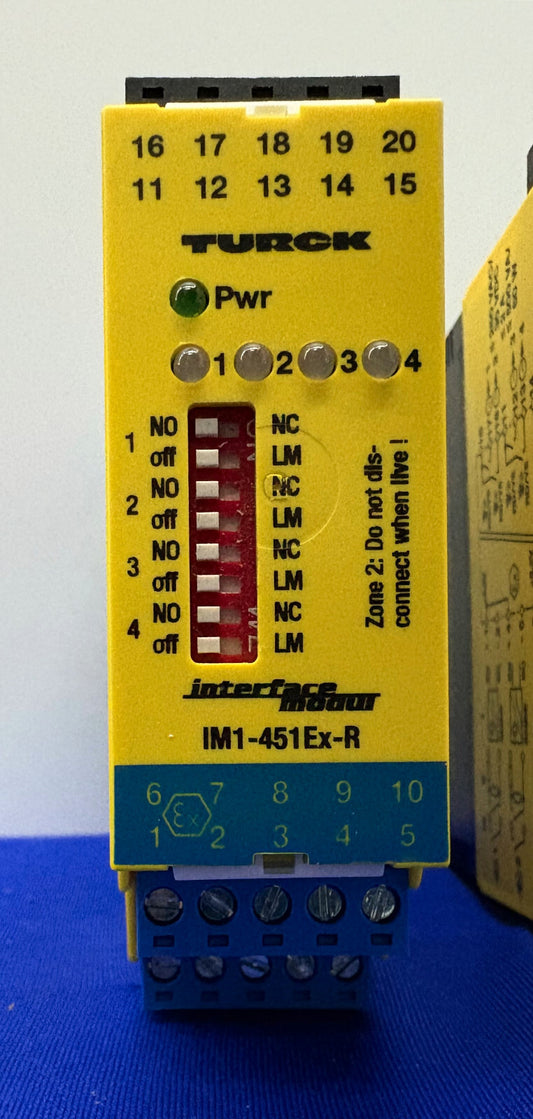 16 17 18 19 20
11 12 13 14 15
TURCK
Pwr
1 2 3 4
1 NO NC
off LM
2 NO NC
off LM
3 NO NC
off LM
4 NO NC
off LM
Zone 2: Do not dis-
connect when live !
interface
modul
IM1-451Ex-R
6 7 8 9 10
Ex
1 2 3 4 5